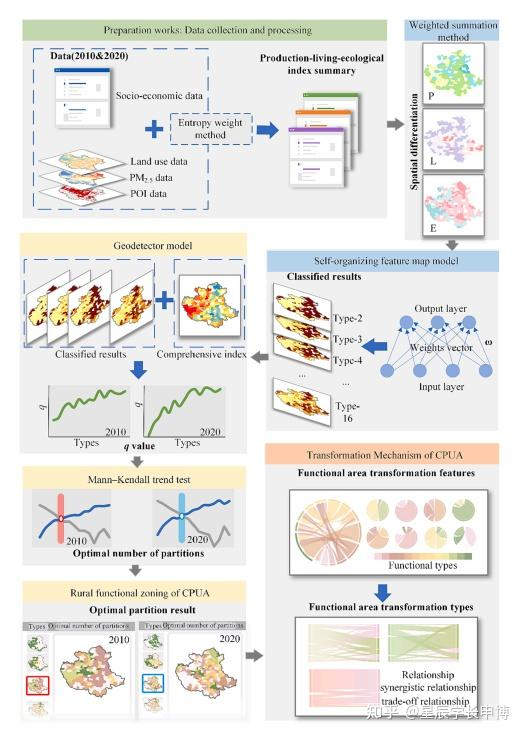 Preparation works: Data collection and processing
Data(2010&2020)
Socio-economic data
Entropy weight
method
Land use data
PM2.5 data
POI data
Production-living-ecological
index summary
Weighted summation
method
Spatial differentiation
P
L
E
Geodetector model
Classified results
Comprehensive index
q
Types
2010
q
Types
2020
q value
Self-organizing feature map model
Classified results
Type-2
Type-3
Type-4
...
...
Type-
16
Output layer
Weights vector
ω
Input layer
Mann–Kendall trend test
2010
2020
Optimal number of partitions
Rural functional zoning of CPUA
Optimal partition result
Types
Optimal number of partitions
2010
Types
Optimal number of partitions
2020
Transformation Mechanism of CPUA
Functional area transformation features
Functional types
Functional area transformation types
Relationship
synergistic relationship
trade-off relationship
知乎 @星辰学长申博